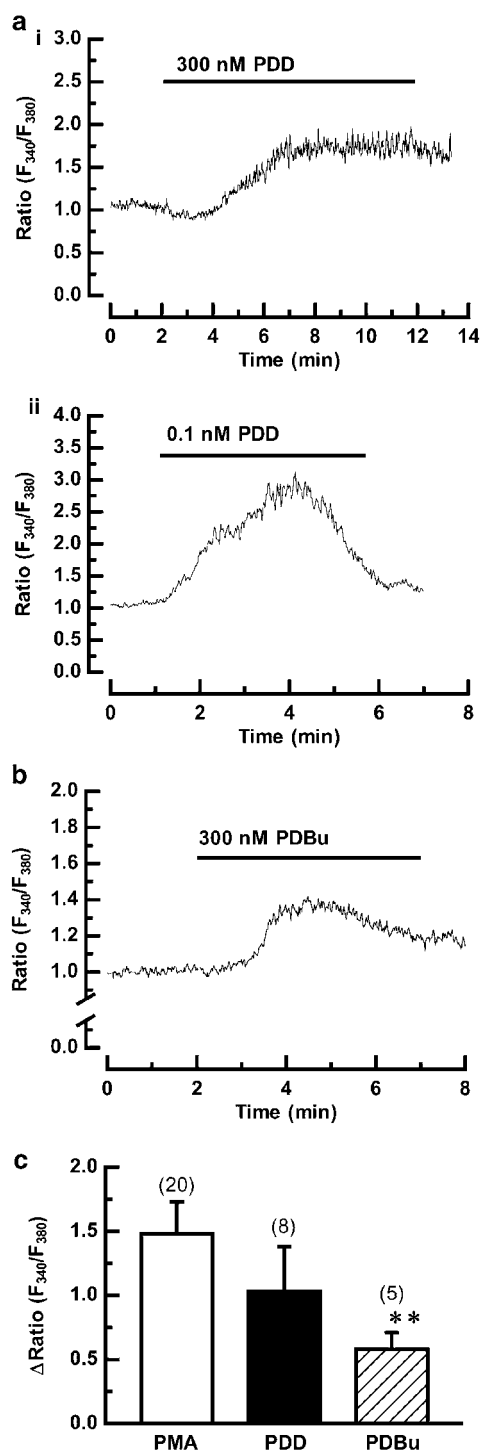 a
i
3.0
300 nM PDD
2.5
2.0
1.5
1.0
0.5
0.0
Ratio (F340/F380)
0 2 4 6 8 10 12 14
Time (min)
ii
4.0
0.1 nM PDD
3.5
3.0
2.5
2.0
1.5
1.0
0.5
0.0
Ratio (F340/F380)
0 2 4 6 8
Time (min)
b
2.0
1.8
300 nM PDBu
1.6
1.4
1.2
1.0
0.0
Ratio (F340/F380)
0 2 4 6 8
Time (min)
c
2.0
1.5
1.0
0.5
0
ΔRatio (F340/F380)
(20)
(8)
(5)
**
PMA PDD PDBu